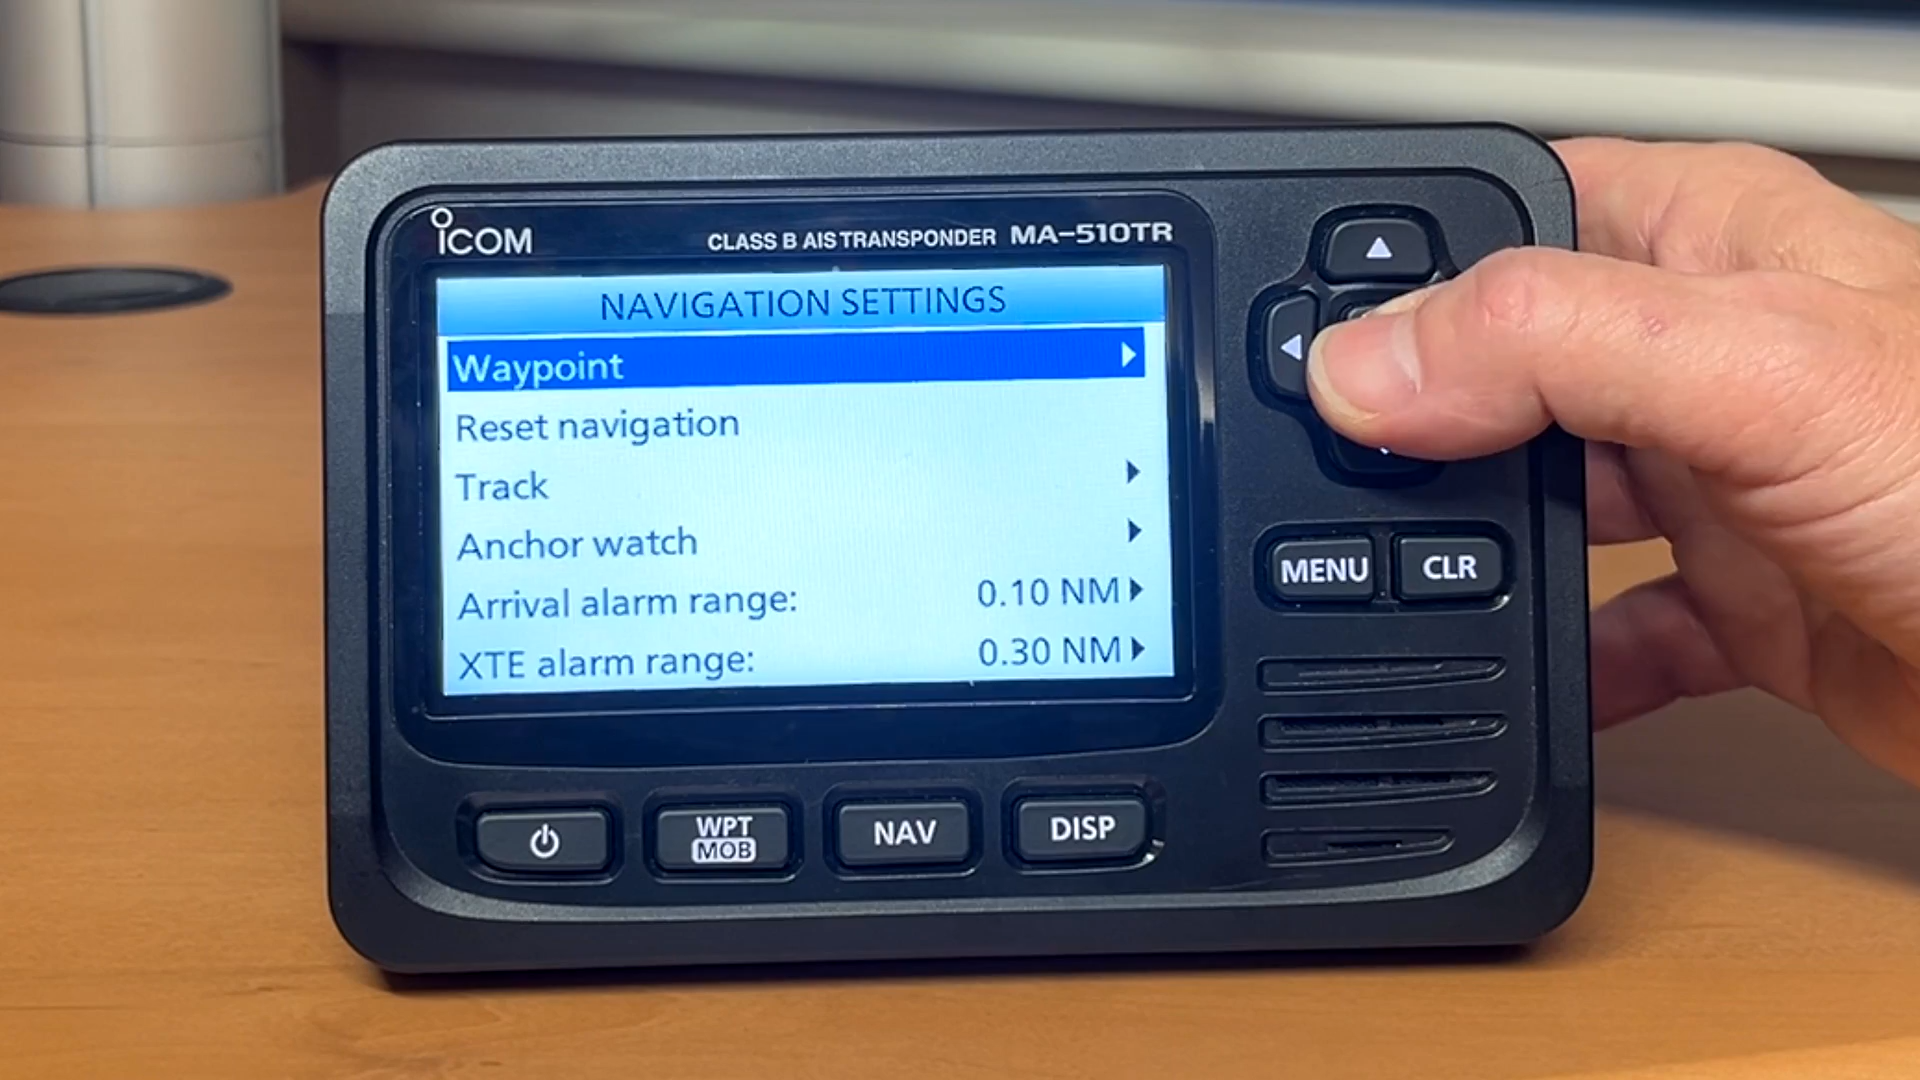 ICOM
CLASS B AIS TRANSPONDER MA-510TR
NAVIGATION SETTINGS
Waypoint
Reset navigation
Track
Anchor watch
Arrival alarm range: 0.10 NM
XTE alarm range: 0.30 NM
MENU CLR
WPT
MOB
NAV
DISP